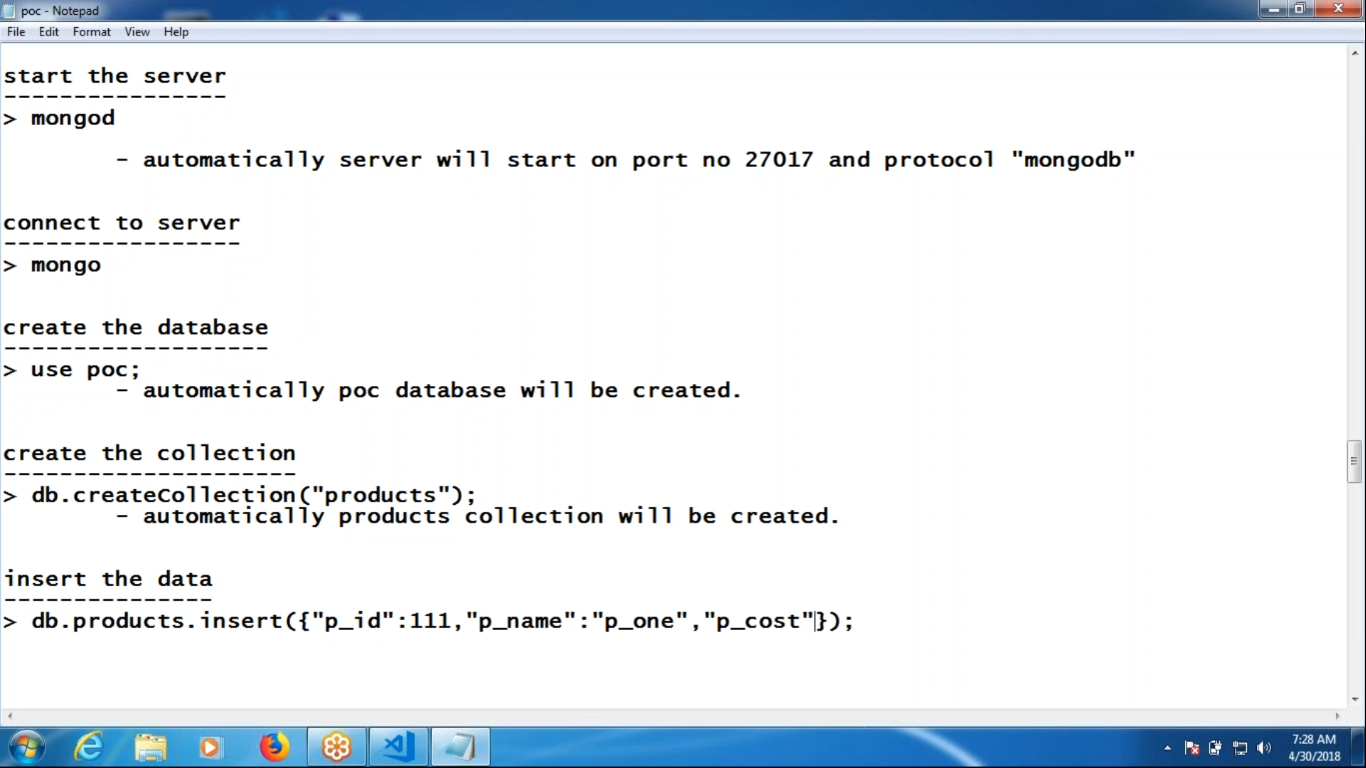 poc - Notepad
File Edit Format View Help
start the server
----------------
> mongod
- automatically server will start on port no 27017 and protocol "mongodb"
connect to server
-----------------
> mongo
create the database
-------------------
> use poc;
- automatically poc database will be created.
create the collection
---------------------
> db.createCollection("products");
- automatically products collection will be created.
insert the data
---------------
> db.products.insert({"p_id":111,"p_name":"p_one","p_cost"});
7:28 AM
4/30/2018